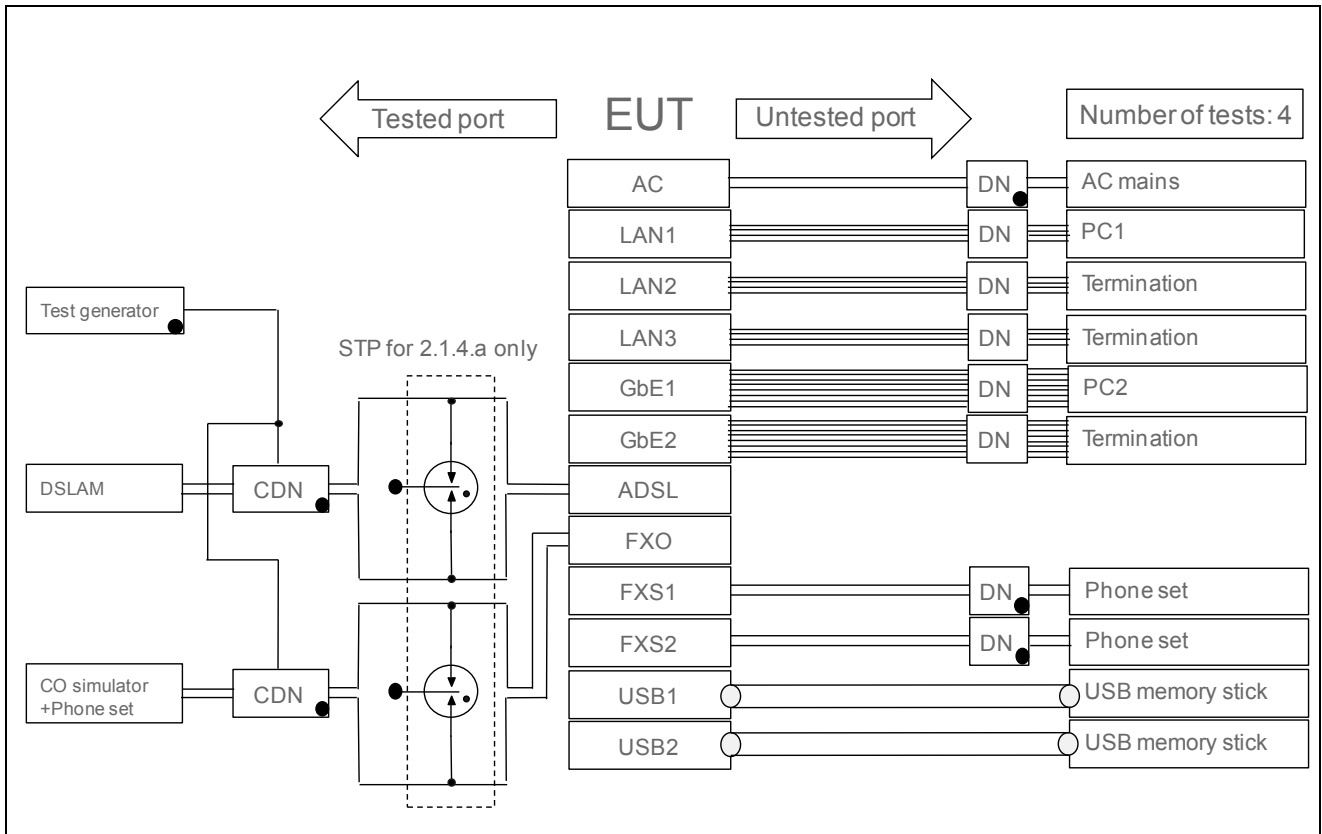 Tested port
EUT
Untested port
Number of tests: 4
AC
DN
AC mains
LAN1
DN
PC1
LAN2
DN
Termination
Test generator
LAN3
DN
Termination
STP for 2.1.4.a only
GbE1
DN
PC2
GbE2
DN
Termination
DSLAM
CDN
ADSL
FXO
FXS1
DN
Phone set
FXS2
DN
Phone set
CO simulator
+Phone set
CDN
USB1
USB memory stick
USB2
USB memory stick